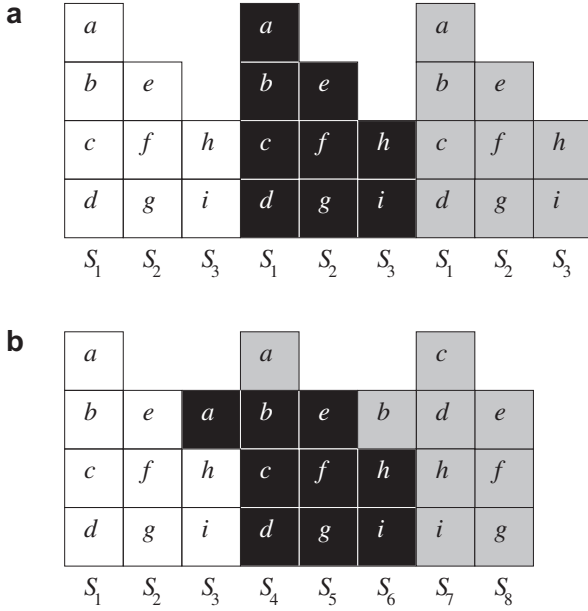 a
a a a
b e b e b e
c f h c f h c f h
d g i d g i d g i
S1 S2 S3 S1 S2 S3 S1 S2 S3
b
a a c
b e a b e b d e
c f h c f h h f
d g i d g i i g
S1 S2 S3 S4 S5 S6 S7 S8